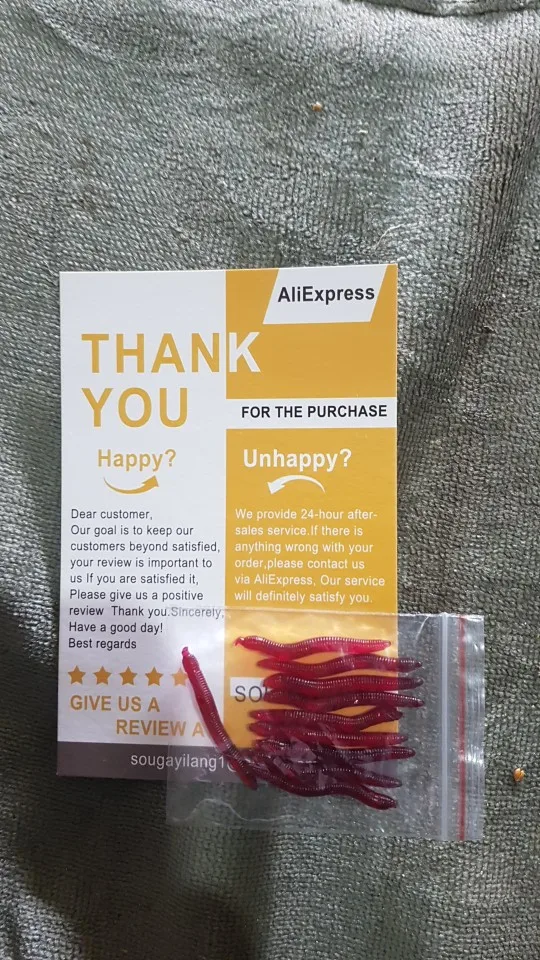 AliExpress
THANK
YOU
FOR THE PURCHASE
Happy?
Dear customer,
Our goal is to keep our
customers beyond satisfied,
your review is important to
us If you are satisfied it,
Please give us a positive
review Thank you.Sincerely,
Have a good day!
Best regards
GIVE US A
REVIEW
Unhappy?
We provide 24-hour after-
sales service.If there is
anything wrong with your
order,please contact us
via AliExpress, Our service
will definitely satisfy you.